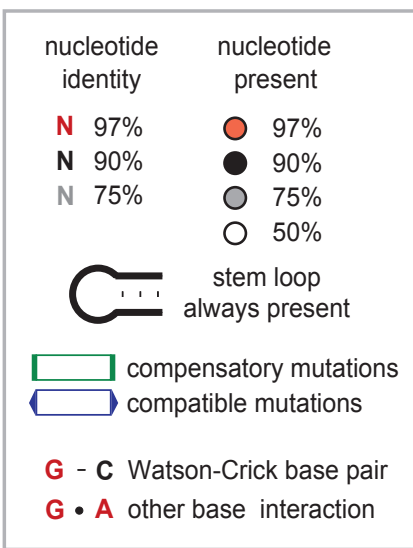 nucleotide nucleotide
identity present
N 97% 97%
N 90% 90%
N 75% 75%
50%
stem loop
always present
compensatory mutations
compatible mutations
G - C Watson-Crick base pair
G • A other base interaction